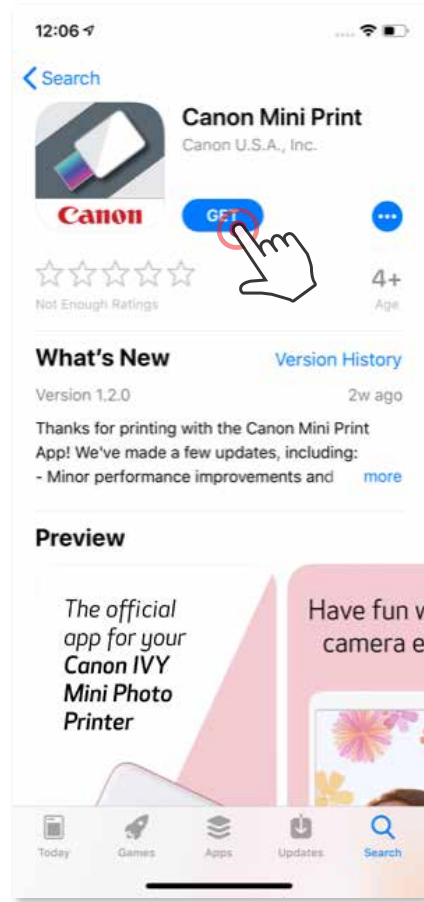 12:06
Search
Canon Mini Print
Canon U.S.A., Inc.
Canon
GET
4+
Not Enough Ratings
Age
What's New
Version History
Version 1.2.0
2w ago
Thanks for printing with the Canon Mini Print
App! We've made a few updates, including:
- Minor performance improvements and
more
Preview
The official
app for your
Canon IVY
Mini Photo
Printer
Have fun w
camera e
Today
Games
Apps
Updates
Search